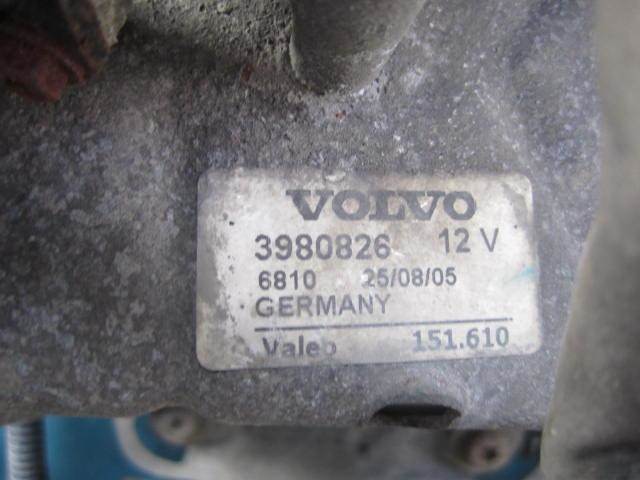 VOLVO
3980826 12 V
6810 25/08/05
GERMANY
Valeo 151.610